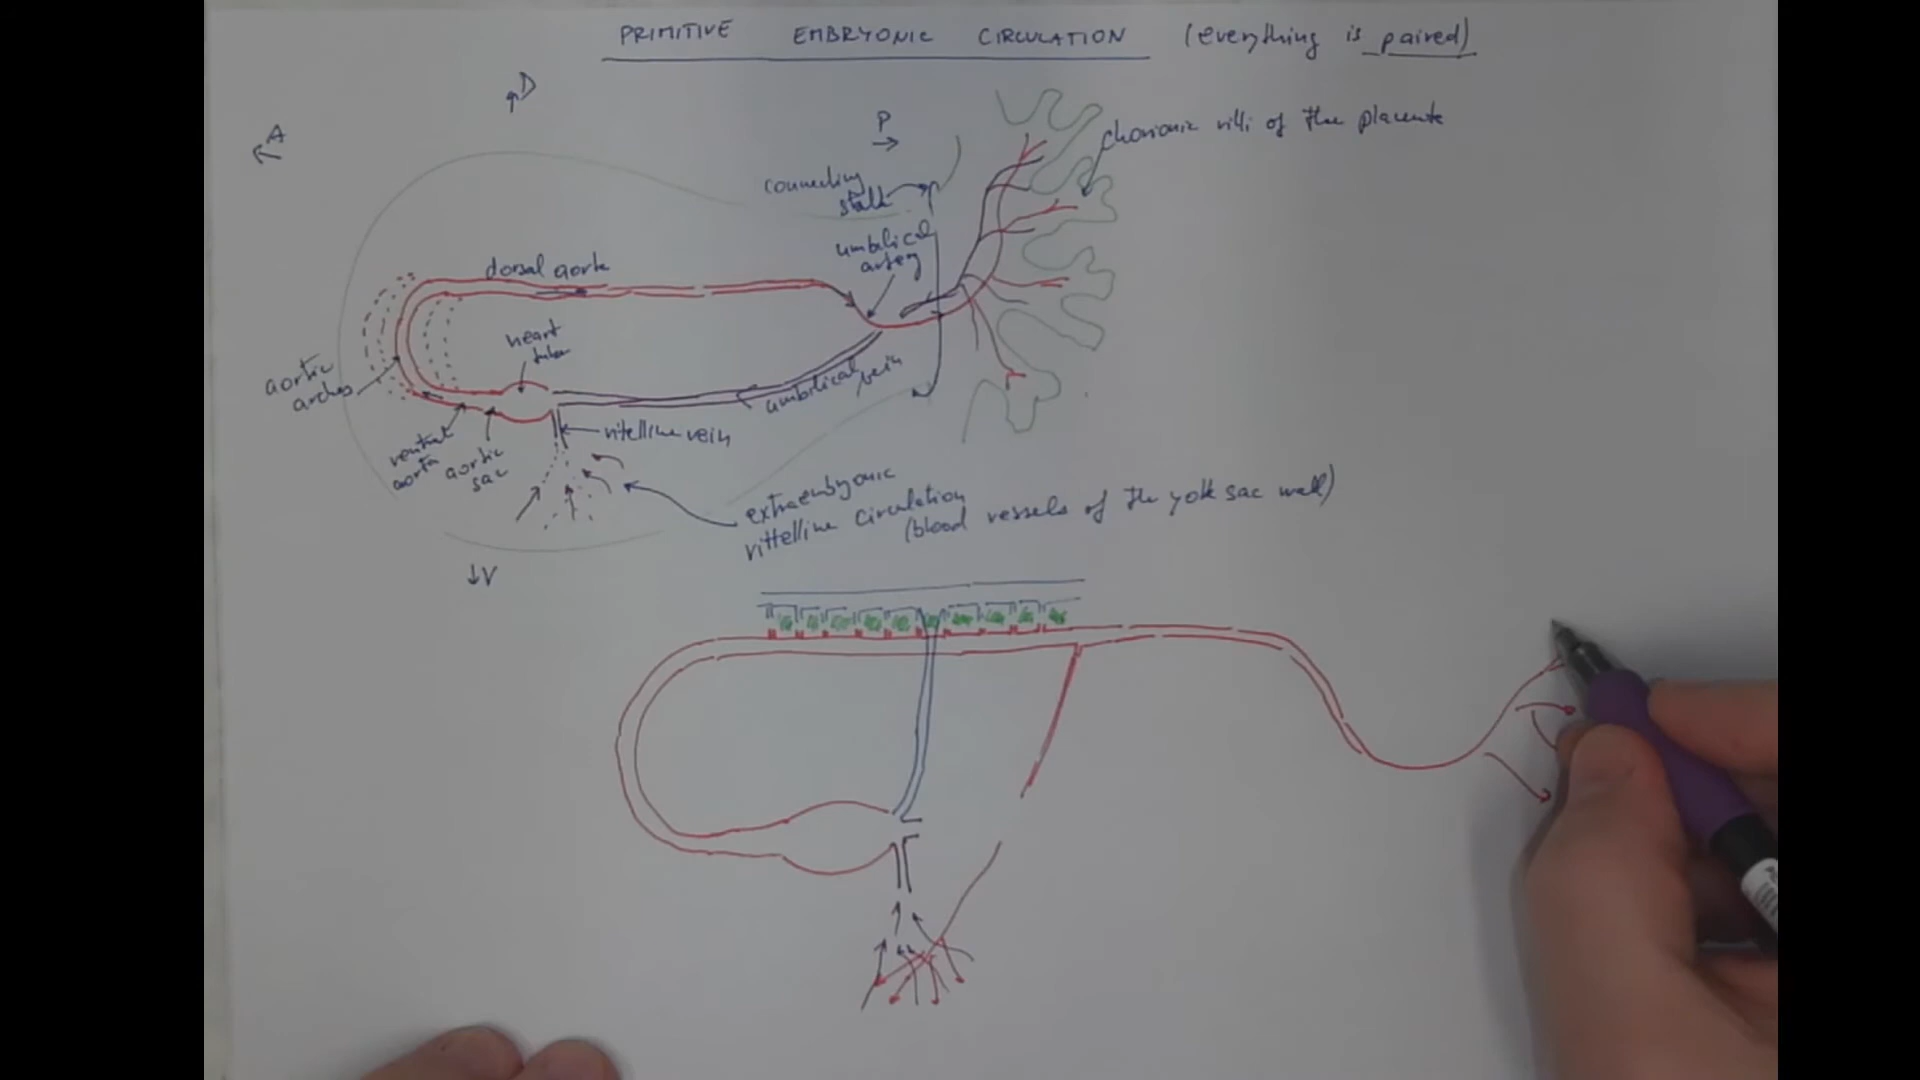 PRIMITIVE EMBRYONIC CIRCULATION (everything is paired)
D
A
P
chorionic villi of the placenta
connecting
stalk
umbilical
artery
dorsal aorta
heart
tube
aortic
arches
umbilical vein
vitelline vein
ventral
aorta
aortic
sac
extraembryonic
vittelline circulation
(blood vessels of the yolk sac wall)
V